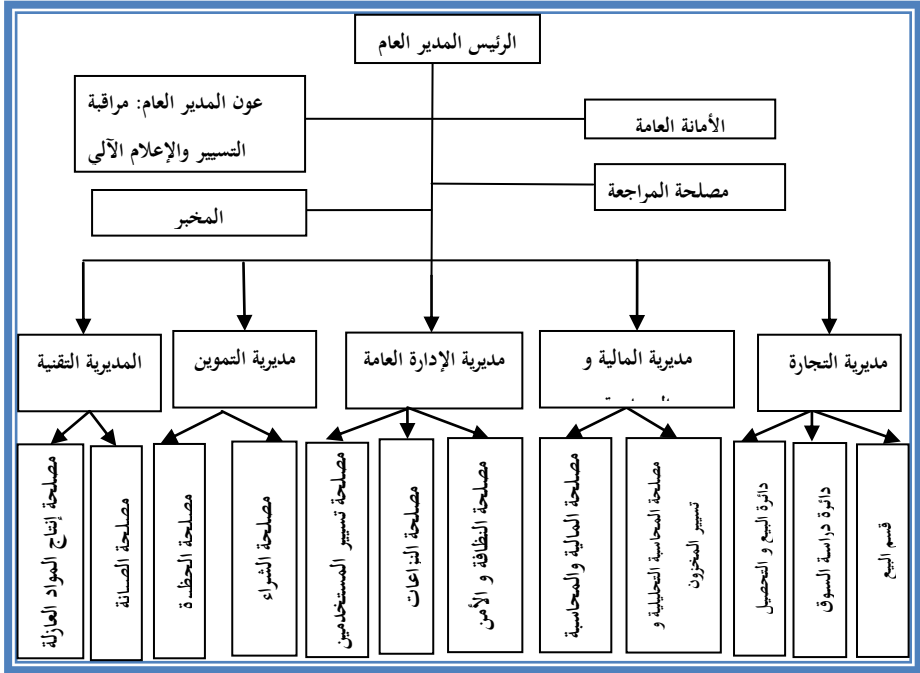 الرئيس المدير العام
عون المدير العام: مراقبة
التسيير والإعلام الآلي
الأمانة العامة
مصلحة المراجعة
المخبر
مديرية التجارة
مديرية المالية و
مديرية الإدارة العامة
مديرية التموين
المديرية التقنية
قسم البيع
دائرة دراسة السوق
دائرة البيع و التحصيل
مصلحة المحاسبة التحليلية و
تسيير المخزون
مصلحة المالية والمحاسبة
مصلحة النظافة و الأمن
مصلحة النزاعات
مصلحة تسيير المستخدمين
مصلحة الشراء
مصلحة
مصلحة الصيانة
مصلحة إنتاج المواد العازلة